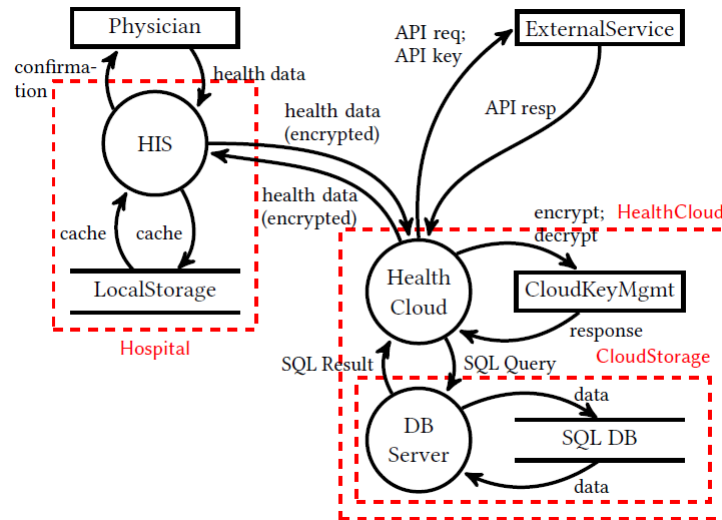 Physician
confirma-
tion
health data
HIS
cache
cache
LocalStorage
Hospital
health data
(encrypted)
health data
(encrypted)
API req;
API key
ExternalService
API resp
encrypt;
decrypt
HealthCloud
Health
Cloud
CloudKeyMgmt
response
SQL Result
SQL Query
CloudStorage
DB
Server
data
SQL DB
data